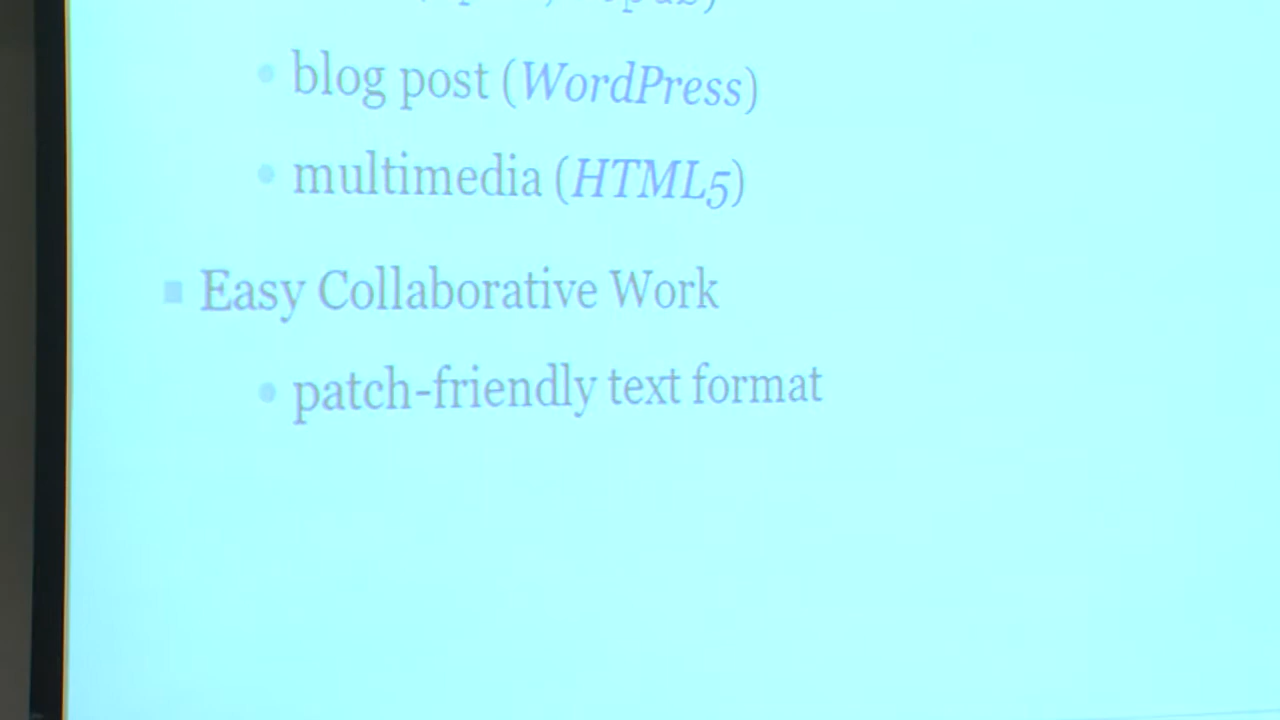 blog post (WordPress)
multimedia (HTML5)
Easy Collaborative Work
patch-friendly text format